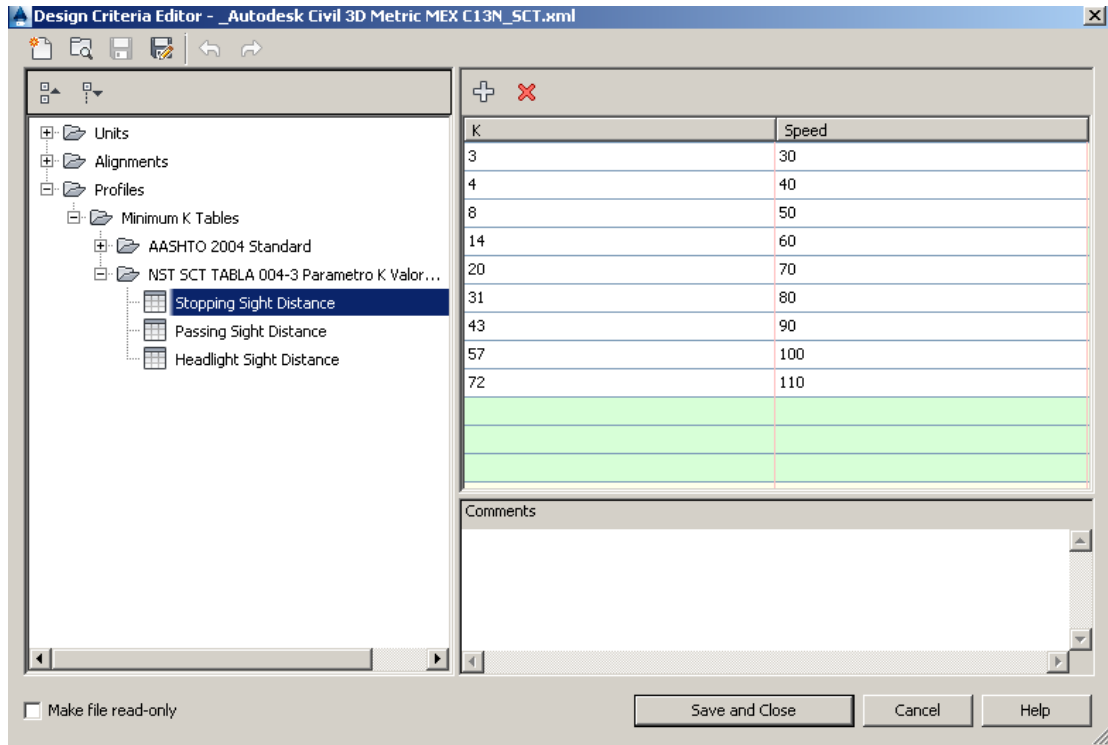 Design Criteria Editor - _Autodesk Civil 3D Metric MEX C13N_SCT.xml
Units
Alignments
Profiles
Minimum K Tables
AASHTO 2004 Standard
NST SCT TABLA 004-3 Parametro K Valor...
Stopping Sight Distance
Passing Sight Distance
Headlight Sight Distance
K Speed
3 30
4 40
8 50
14 60
20 70
31 80
43 90
57 100
72 110
Comments
Make file read-only
Save and Close
Cancel
Help